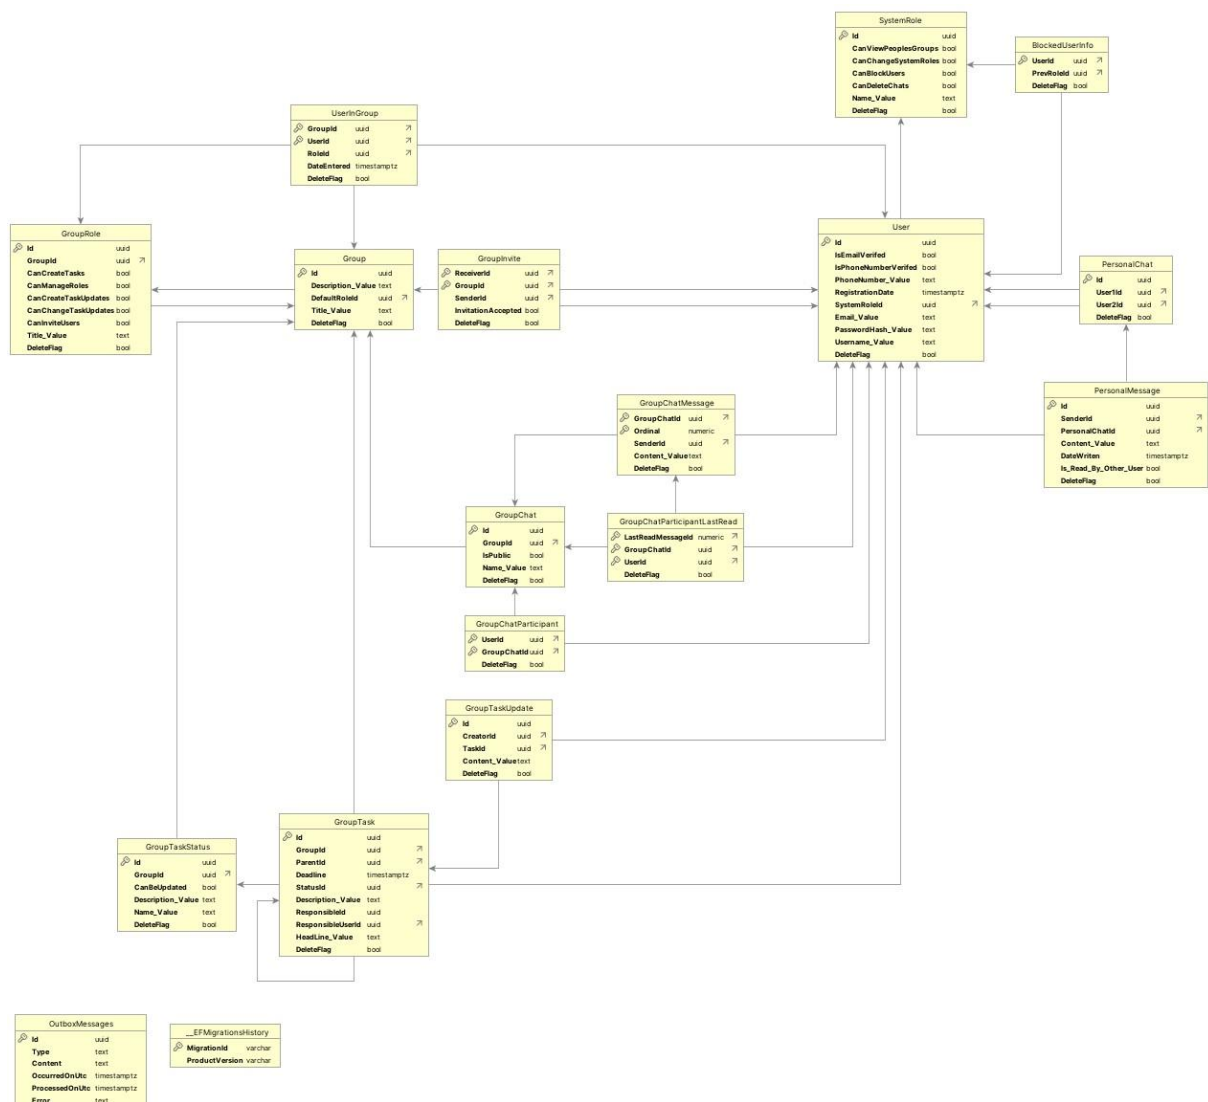 SystemRole
Id uuid
CanViewPeoplesGroups bool
CanChangeSystemRoles bool
CanBlockUsers bool
CanDeleteChats bool
Name_Value text
DeleteFlag bool
BlockedUserInfo
UserId uuid
PrevRoleId uuid
DeleteFlag bool
UserInGroup
GroupId uuid
UserId uuid
RoleId uuid
DateEntered timestamptz
DeleteFlag bool
GroupRole
Id uuid
GroupId uuid
CanCreateTasks bool
CanManageRoles bool
CanCreateTaskUpdates bool
CanChangeTaskUpdates bool
CanInviteUsers bool
Title_Value text
DeleteFlag bool
Group
Id uuid
Description_Value text
DefaultRoleId uuid
Title_Value text
DeleteFlag bool
GroupInvite
ReceiverId uuid
GroupId uuid
SenderId uuid
InvitationAccepted bool
DeleteFlag bool
User
Id uuid
IsEmailVerifed bool
IsPhoneNumberVerifed bool
PhoneNumber_Value text
RegistrationDate timestamptz
SystemRoleId uuid
Email_Value text
PasswordHash_Value text
Username_Value text
DeleteFlag bool
PersonalChat
Id uuid
User1Id uuid
User2Id uuid
DeleteFlag bool
PersonalMessage
Id uuid
SenderId uuid
PersonalChatId uuid
Content_Value text
DateWriten timestamptz
Is_Read_By_Other_User bool
DeleteFlag bool
GroupChatMessage
GroupChatId uuid
Ordinal numeric
SenderId uuid
Content_Value text
DeleteFlag bool
GroupChat
Id uuid
GroupId uuid
IsPublic bool
Name_Value text
DeleteFlag bool
GroupChatParticipantLastRead
LastReadMessageId numeric
GroupChatId uuid
UserId uuid
DeleteFlag bool
GroupChatParticipant
UserId uuid
GroupChatId uuid
DeleteFlag bool
GroupTaskUpdate
Id uuid
CreatorId uuid
TaskId uuid
Content_Value text
DeleteFlag bool
GroupTask
Id uuid
GroupId uuid
ParentId uuid
Deadline timestamptz
StatusId uuid
Description_Value text
ResponsibleId uuid
ResponsibleUserId uuid
HeadLine_Value text
DeleteFlag bool
GroupTaskStatus
Id uuid
GroupId uuid
CanBeUpdated bool
Description_Value text
Name_Value text
DeleteFlag bool
OutboxMessages
Id uuid
Type text
Content text
OccurredOnUtc timestamptz
ProcessedOnUtc timestamptz
Error text
__EFMigrationsHistory
MigrationId varchar
ProductVersion varchar